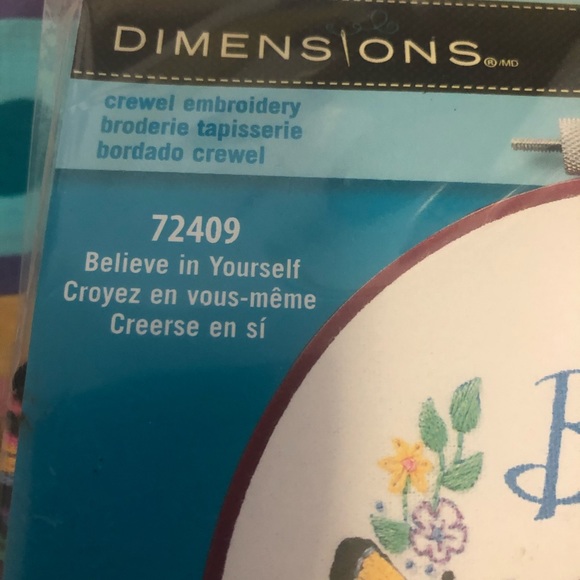 DIMENSIONS®/MD
crewel embroidery
broderie tapisserie
bordado crewel
72409
Believe in Yourself
Croyez en vous-même
Creerse en sí
B